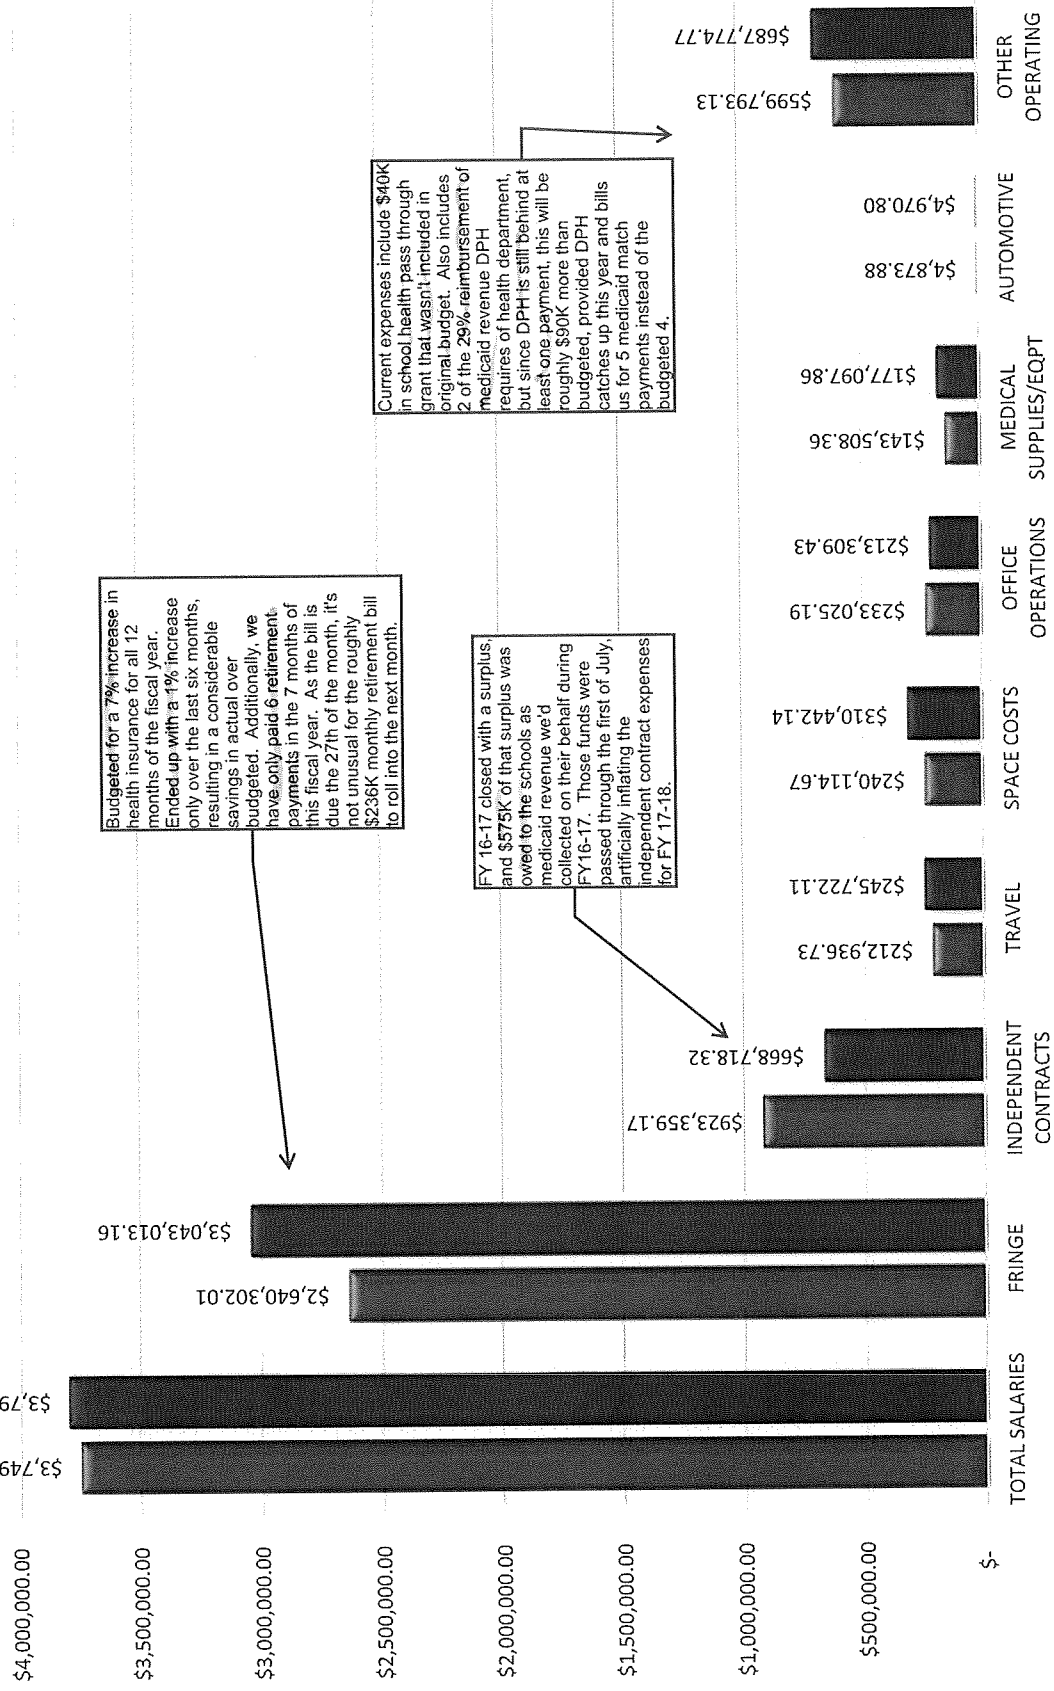 $4,000,000.00
$3,500,000.00
$3,000,000.00
$2,500,000.00
$2,000,000.00
$1,500,000.00
$1,000,000.00
$500,000.00
$-
$3,749
$3,79
$2,640,302.01
$3,043,013.16
$923,359.17
$668,718.32
$212,936.73
$245,722.11
$240,114.67
$310,442.14
$233,025.19
$213,309.43
$143,508.36
$177,097.86
$4,873.88
$4,970.80
$599,793.13
$687,774.77
Budgeted for a 7% increase in
health insurance for all 12
months of the fiscal year.
Ended up with a 1% increase
only over the last six months,
resulting in a considerable
savings in actual over
budgeted. Additionally, we
have only paid 6 retirement
payments in the 7 months of
this fiscal year. As the bill is
due the 27th of the month, it's
not unusual for the roughly
$236K monthly retirement bill
to roll into the next month.
FY 16-17 closed with a surplus,
and $575K of that surplus was
owed to the schools as
medicaid revenue we'd
collected on their behalf during
FY16-17. Those funds were
passed through the first of July,
artificially inflating the
independent contract expenses
for FY 17-18.
Current expenses include $40K
in school health pass through
grant that wasn't included in
original budget. Also includes
2 of the 29% reimbursement of
medicaid revenue DPH
requires of health department,
but since DPH is still behind at
least one payment, this will be
roughly $90K more than
budgeted, provided DPH
catches up this year and bills
us for 5 medicaid match
payments instead of the
budgeted 4.
TOTAL SALARIES
FRINGE
INDEPENDENT
CONTRACTS
TRAVEL
SPACE COSTS
OFFICE
OPERATIONS
MEDICAL
SUPPLIES/EQPT
AUTOMOTIVE
OTHER
OPERATING